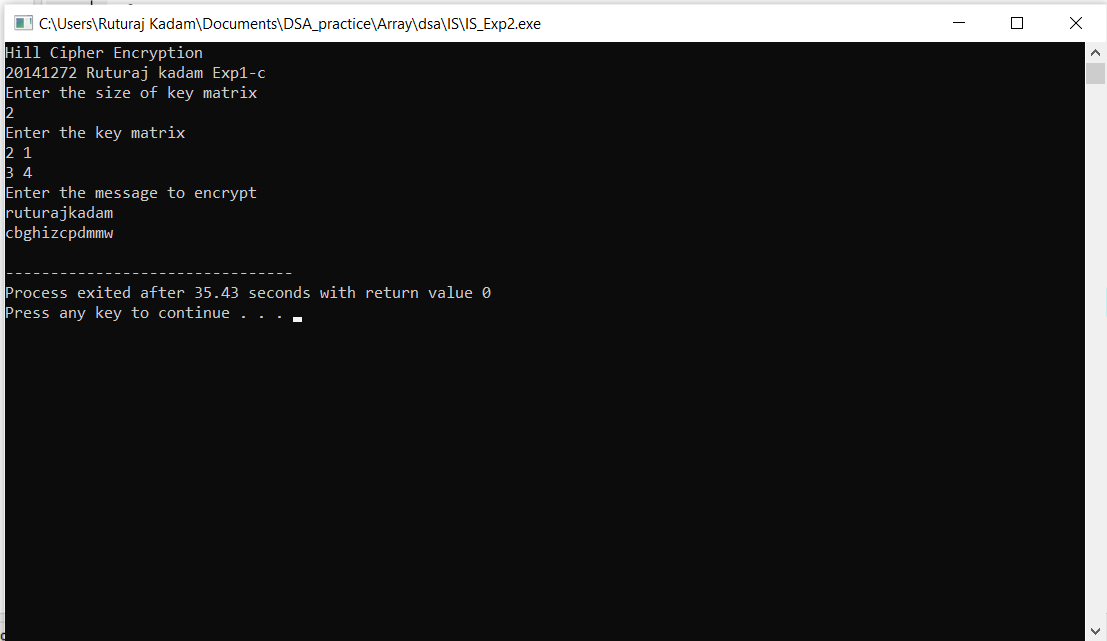 C:\Users\Ruturaj Kadam\Documents\DSA_practice\Array\dsa\IS\IS_Exp2.exe
Hill Cipher Encryption
20141272 Ruturaj kadam Exp1-c
Enter the size of key matrix
2
Enter the key matrix
2 1
3 4
Enter the message to encrypt
ruturajkadam
cbghizcpdmmw
--------------------------------
Process exited after 35.43 seconds with return value 0
Press any key to continue . . .